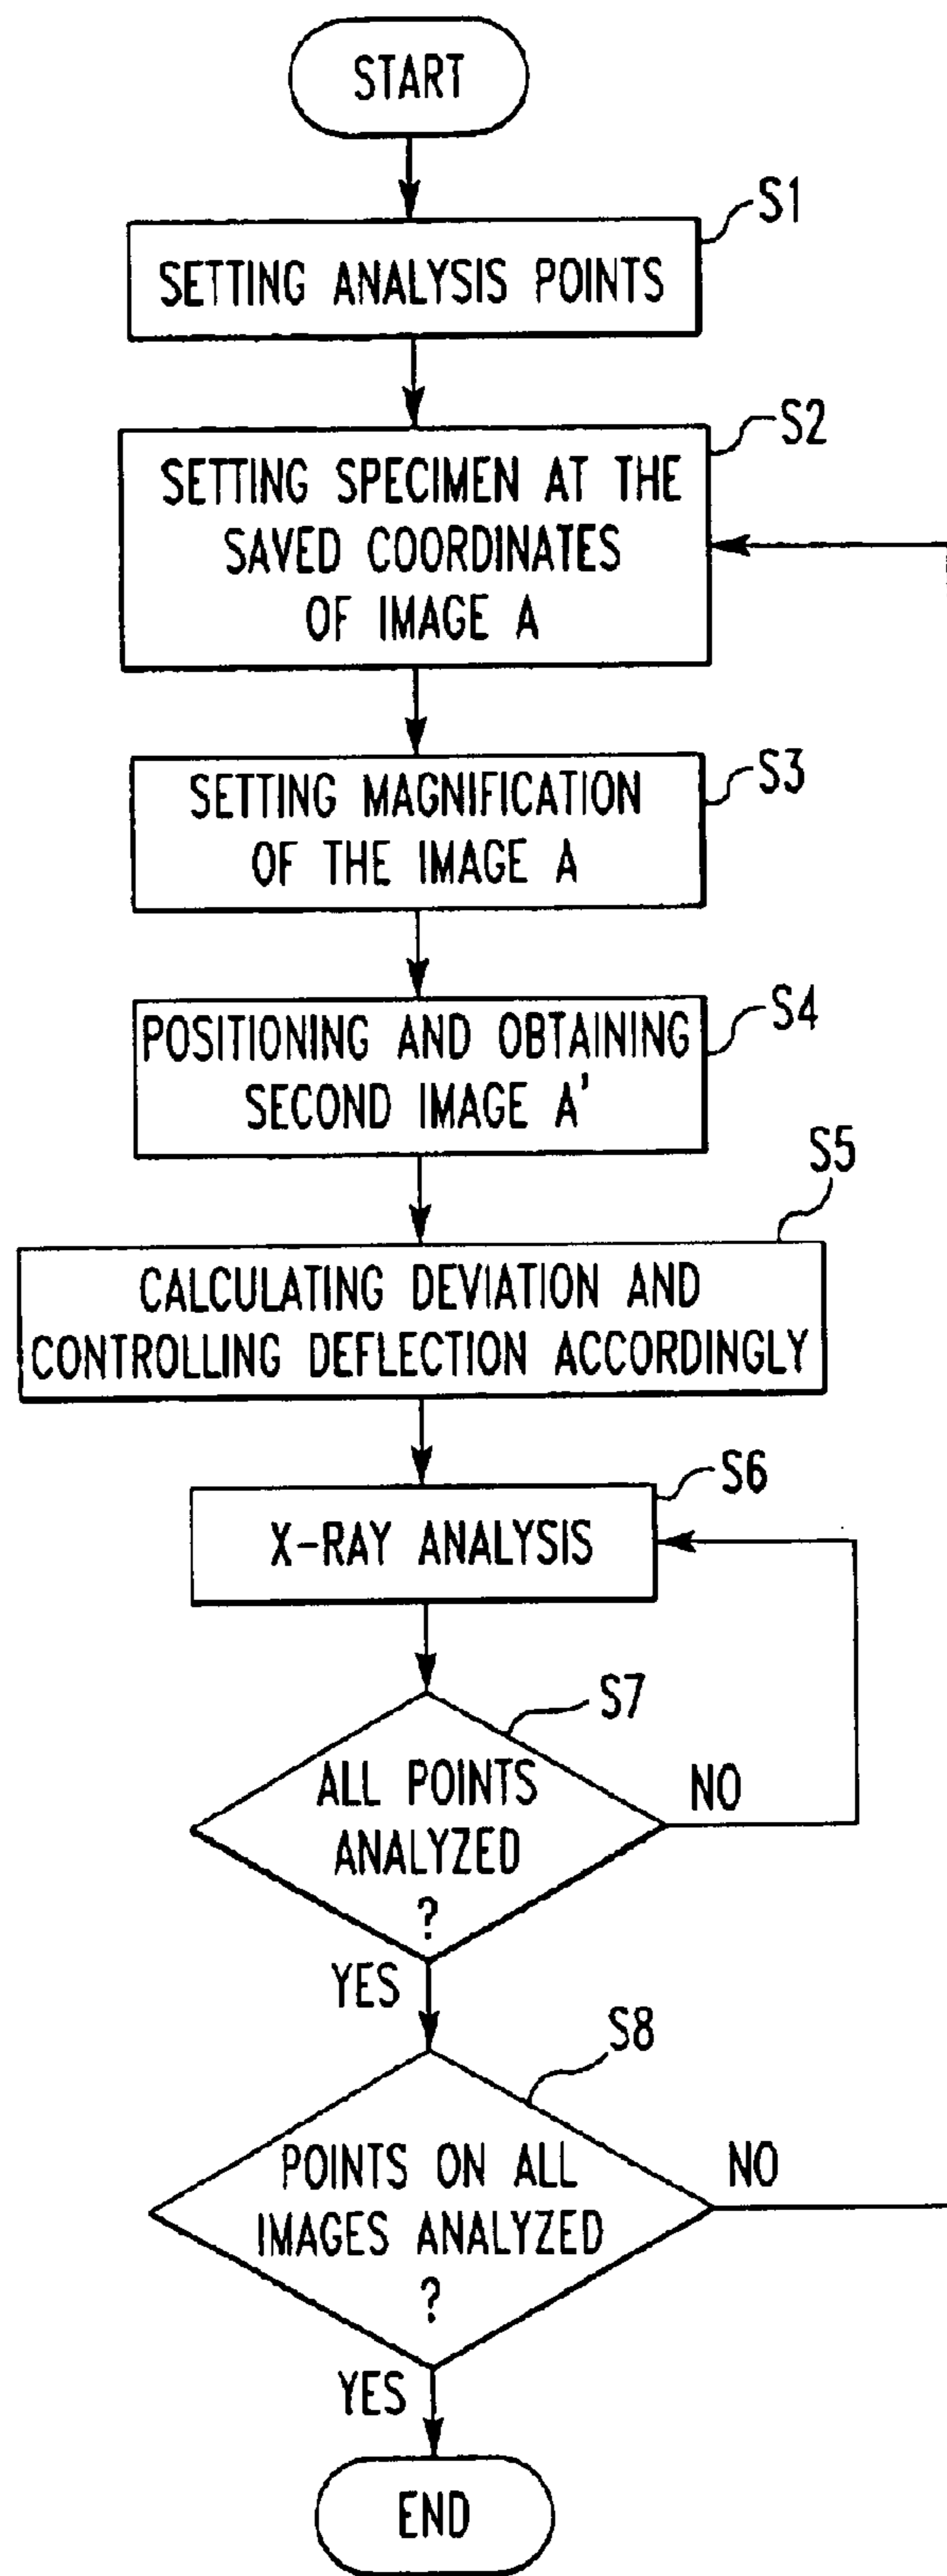 START
S1
SETTING ANALYSIS POINTS
S2
SETTING SPECIMEN AT THE
SAVED COORDINATES
OF IMAGE A
S3
SETTING MAGNIFICATION
OF THE IMAGE A
S4
POSITIONING AND OBTAINING
SECOND IMAGE A'
S5
CALCULATING DEVIATION AND
CONTROLLING DEFLECTION ACCORDINGLY
S6
X-RAY ANALYSIS
S7
ALL POINTS
ANALYZED
?
NO
YES
S8
POINTS ON ALL
IMAGES ANALYZED
?
NO
YES
END